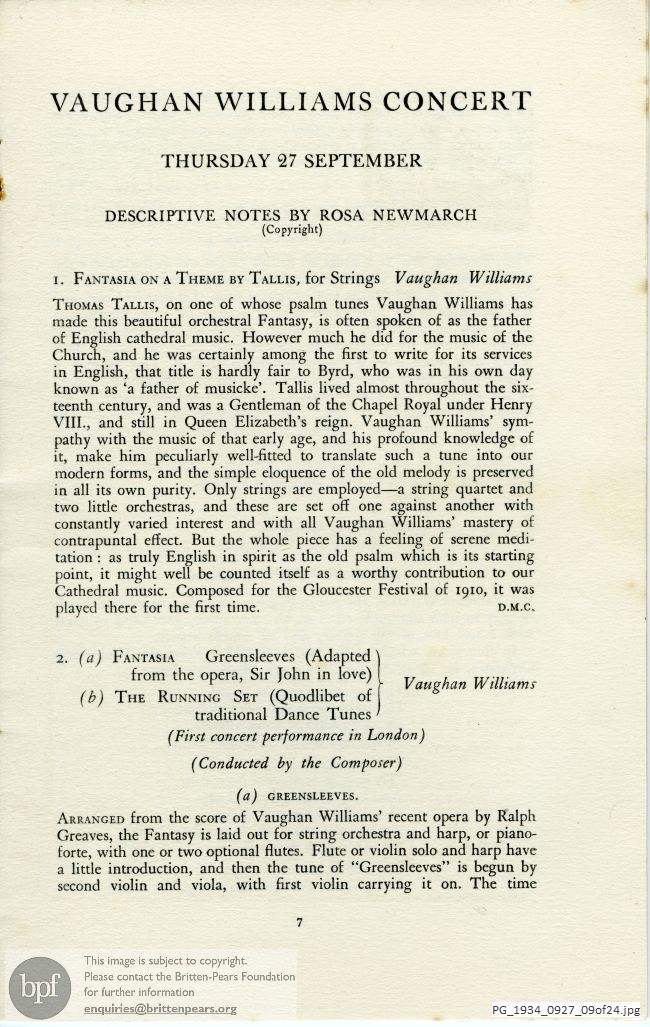 VAUGHAN WILLIAMS CONCERT
THURSDAY 27 SEPTEMBER
DESCRIPTIVE NOTES BY ROSA NEWMARCH
(Copyright)
1. FANTASIA ON A THEME BY TALLIS, for Strings Vaughan Williams
THOMAS TALLIS, on one of whose psalm tunes Vaughan Williams has
made this beautiful orchestral Fantasy, is often spoken of as the father
of English cathedral music. However much he did for the music of the
Church, and he was certainly among the first to write for its services
in English, that title is hardly fair to Byrd, who was in his own day
known as ‘a father of musicke’. Tallis lived almost throughout the six-
teenth century, and was a Gentleman of the Chapel Royal under Henry
VIII., and still in Queen Elizabeth's reign. Vaughan Williams' sym-
pathy with the music of that early age, and his profound knowledge of
it, make him peculiarly well-fitted to translate such a tune into our
modern forms, and the simple eloquence of the old melody is preserved
in all its own purity. Only strings are employed—a string quartet and
two little orchestras, and these are set off one against another with
constantly varied interest and with all Vaughan Williams' mastery of
contrapuntal effect. But the whole piece has a feeling of serene medi-
tation : as truly English in spirit as the old psalm which is its starting
point, it might well be counted itself as a worthy contribution to our
Cathedral music. Composed for the Gloucester Festival of 1910, it was
played there for the first time. D.M.C.
2. (a) FANTASIA Greensleeves (Adapted
from the opera, Sir John in love)
Vaughan Williams
(b) THE RUNNING SET (Quodlibet of
traditional Dance Tunes
(First concert performance in London)
(Conducted by the Composer)
(a) GREENSLEEVES.
ARRANGED from the score of Vaughan Williams' recent opera by Ralph
Greaves, the Fantasy is laid out for string orchestra and harp, or piano-
forte, with one or two optional flutes. Flute or violin solo and harp have
a little introduction, and then the tune of "Greensleeves" is begun by
second violin and viola, with first violin carrying it on. The time
7
bpf
This image is subject to copyright.
Please contact the Britten-Pears Foundation
for further information
enquiries@brittenpears.org
PG_1934_0927_09of24.jpg